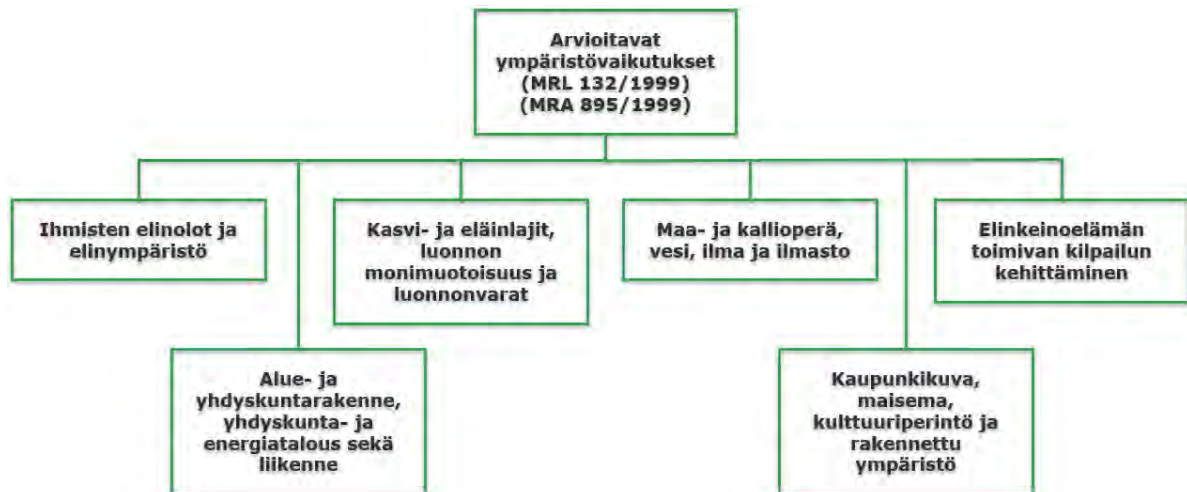 Arvioitavat
ympäristövaikutukset
(MRL 132/1999)
(MRA 895/1999)
Ihmisten elinolot ja
elinympäristö
Kasvi- ja eläinlajit,
luonnon
monimuotoisuus ja
luonnonvarat
Maa- ja kallioperä,
vesi, ilma ja ilmasto
Elinkeinoelämän
toimivan kilpailun
kehittäminen
Alue- ja
yhdyskuntarakenne,
yhdyskunta- ja
energiatalous sekä
liikenne
Kaupunkikuva,
maisema,
kulttuuriperintö ja
rakennettu
ympäristö